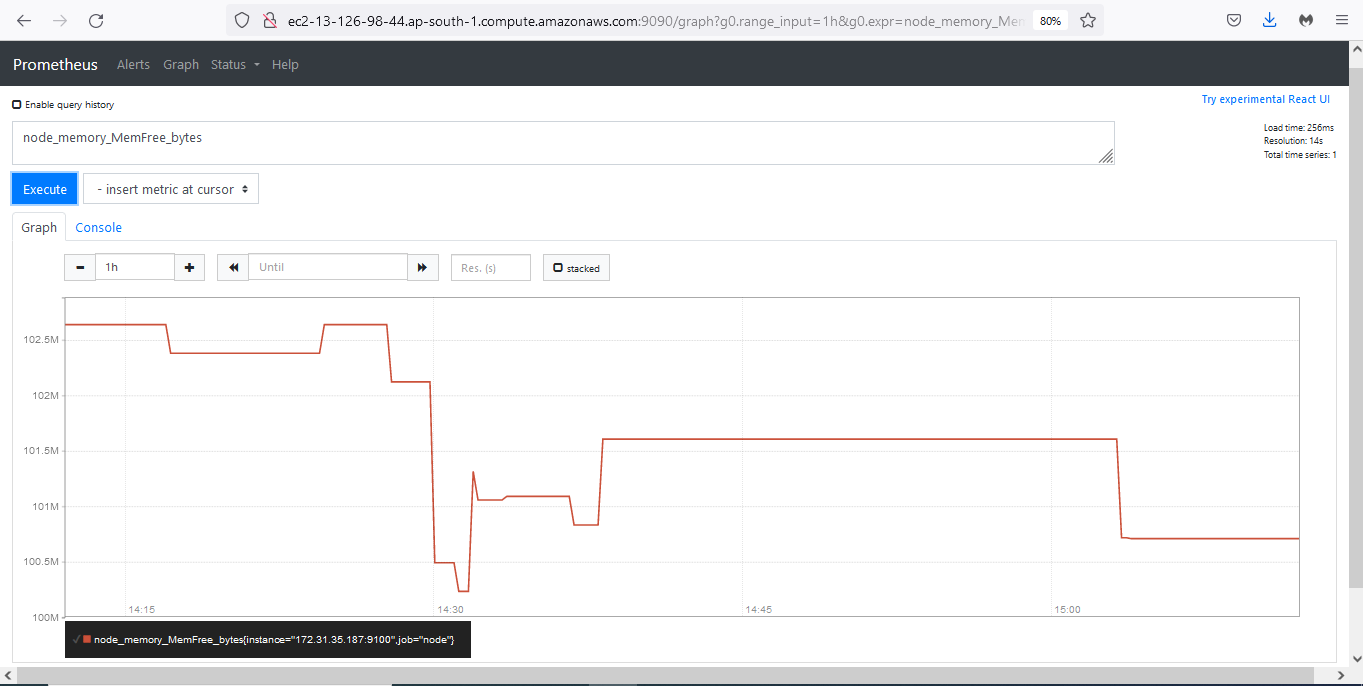 ec2-13-126-98-44.ap-south-1.compute.amazonaws.com:9090/graph?g0.range_input=1h&g0.expr=node_memory_Mem
80%
Prometheus Alerts Graph Status Help
Enable query history
Try experimental React UI
node_memory_MemFree_bytes
Load time: 256ms
Resolution: 14s
Total time series: 1
Execute - insert metric at cursor
Graph Console
1h Until Res. (s) stacked
102.5M
102M
101.5M
101M
100.5M
100M
14:15 14:30 14:45 15:00
node_memory_MemFree_bytes{instance="172.31.35.187:9100",job="node"}